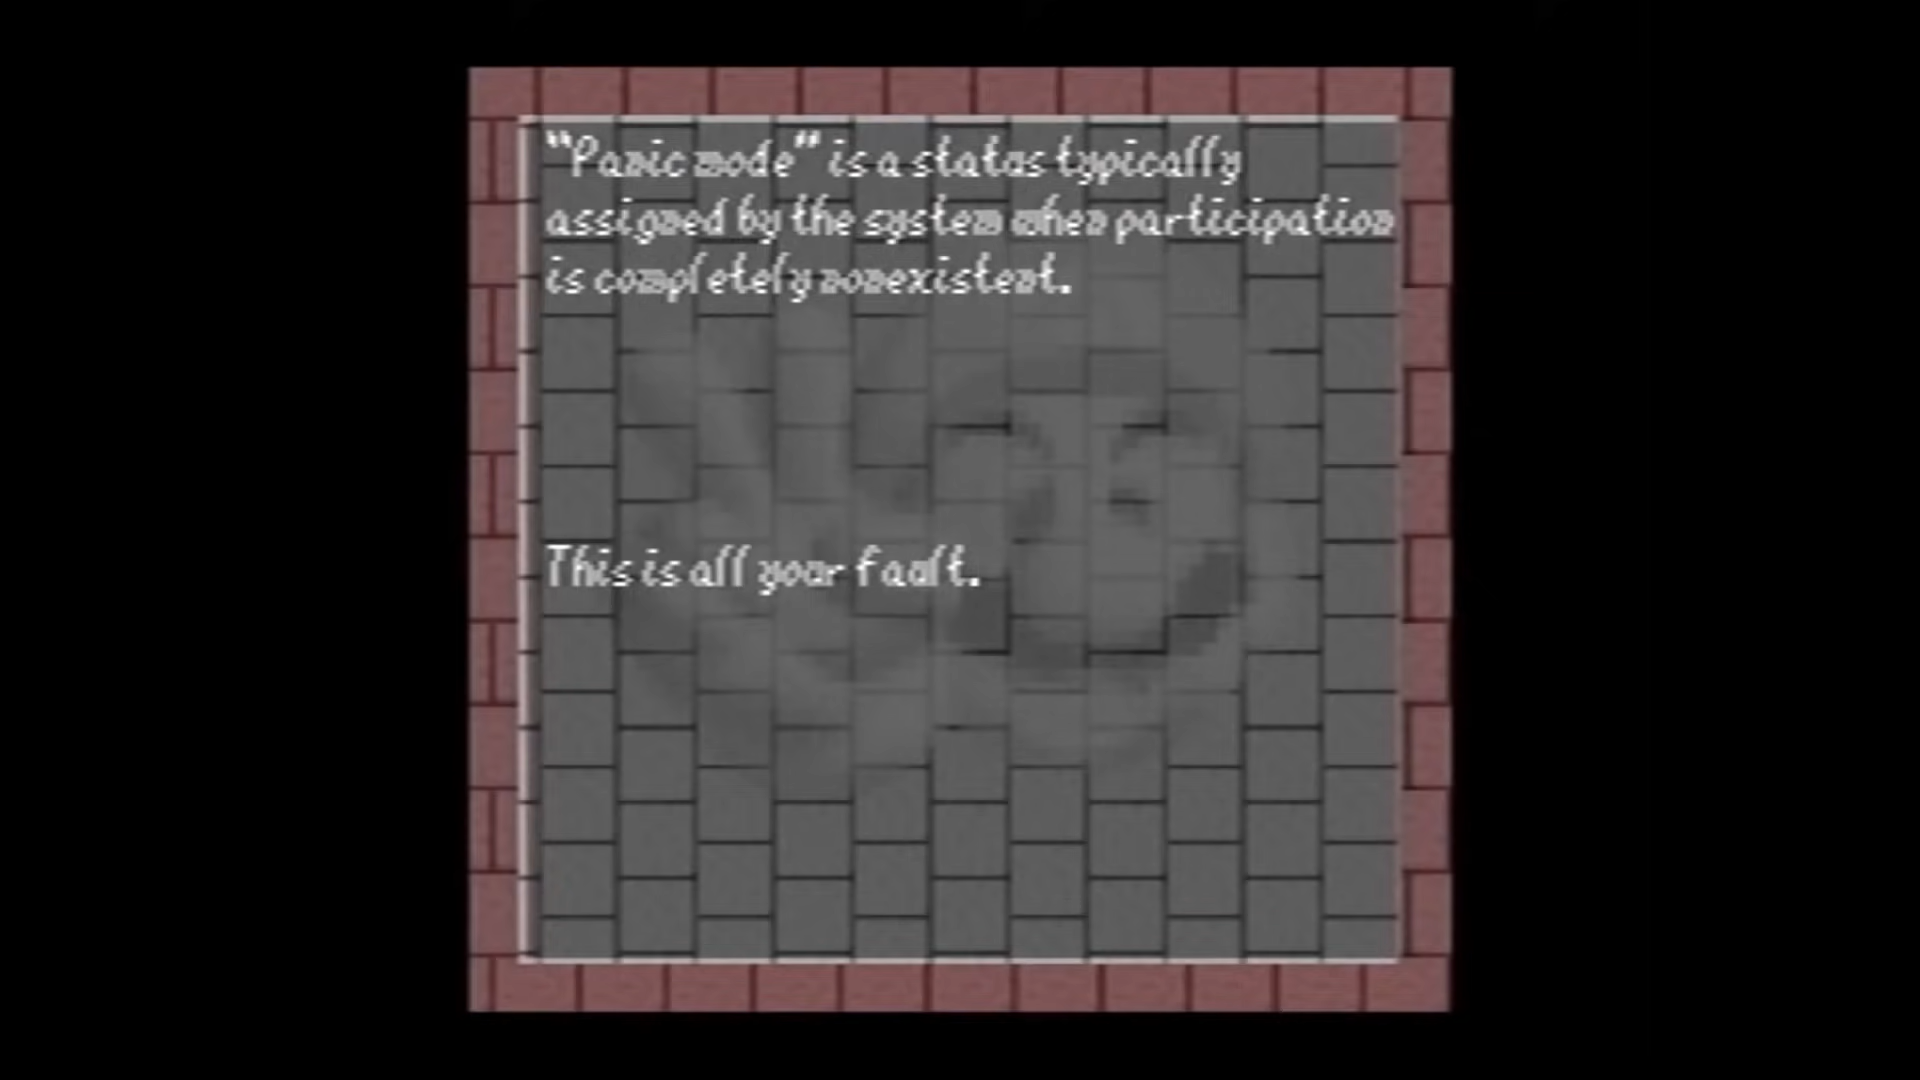 "Panic mode" is a status typically
assigned by the system when participation
is completely nonexistent.
This is all your fault.